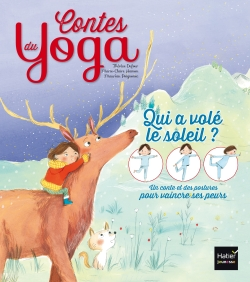 Contes
du
Yoga
Qui a volé
le soleil ?
Un conte et des postures
pour vaincre ses peurs
Hatier
jeunesse